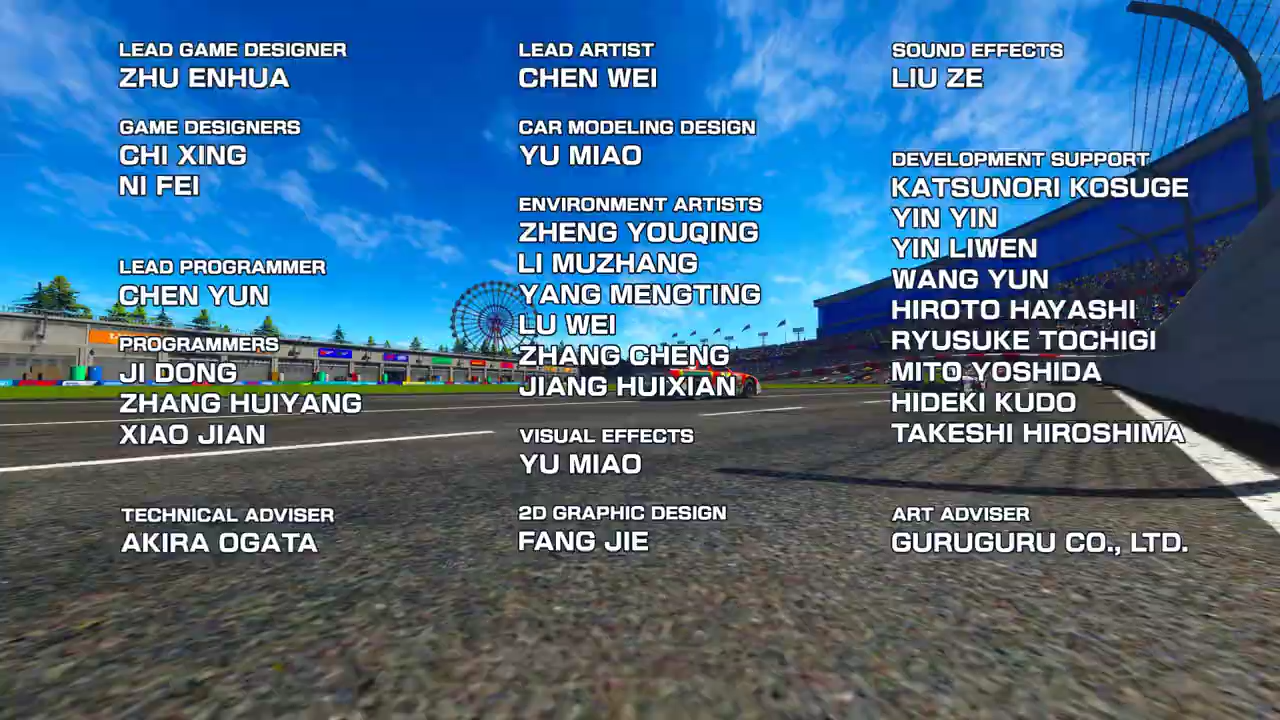 LEAD GAME DESIGNER
ZHU ENHUA
GAME DESIGNERS
CHI XING
NI FEI
LEAD PROGRAMMER
CHEN YUN
PROGRAMMERS
JI DONG
ZHANG HUIYANG
XIAO JIAN
TECHNICAL ADVISER
AKIRA OGATA
LEAD ARTIST
CHEN WEI
CAR MODELING DESIGN
YU MIAO
ENVIRONMENT ARTISTS
ZHENG YOUQING
LI MUZHANG
YANG MENGTING
LU WEI
ZHANG CHENG
JIANG HUIXIAN
VISUAL EFFECTS
YU MIAO
2D GRAPHIC DESIGN
FANG JIE
SOUND EFFECTS
LIU ZE
DEVELOPMENT SUPPORT
KATSUNORI KOSUGE
YIN YIN
YIN LIWEN
WANG YUN
HIROTO HAYASHI
RYUSUKE TOCHIGI
MITO YOSHIDA
HIDEKI KUDO
TAKESHI HIROSHIMA
ART ADVISER
GURUGURU CO., LTD.